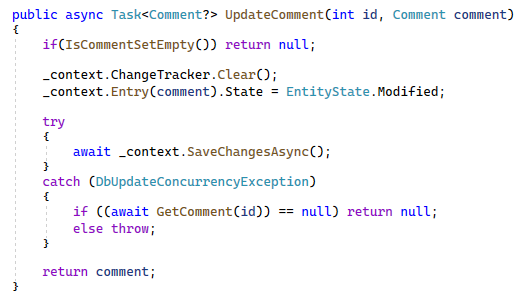 public async Task<Comment?> UpdateComment(int id, Comment comment)
{
    if(IsCommentSetEmpty()) return null;

    _context.ChangeTracker.Clear();
    _context.Entry(comment).State = EntityState.Modified;

    try
    {
        await _context.SaveChangesAsync();
    }
    catch (DbUpdateConcurrencyException)
    {
        if ((await GetComment(id)) == null) return null;
        else throw;
    }

    return comment;
}